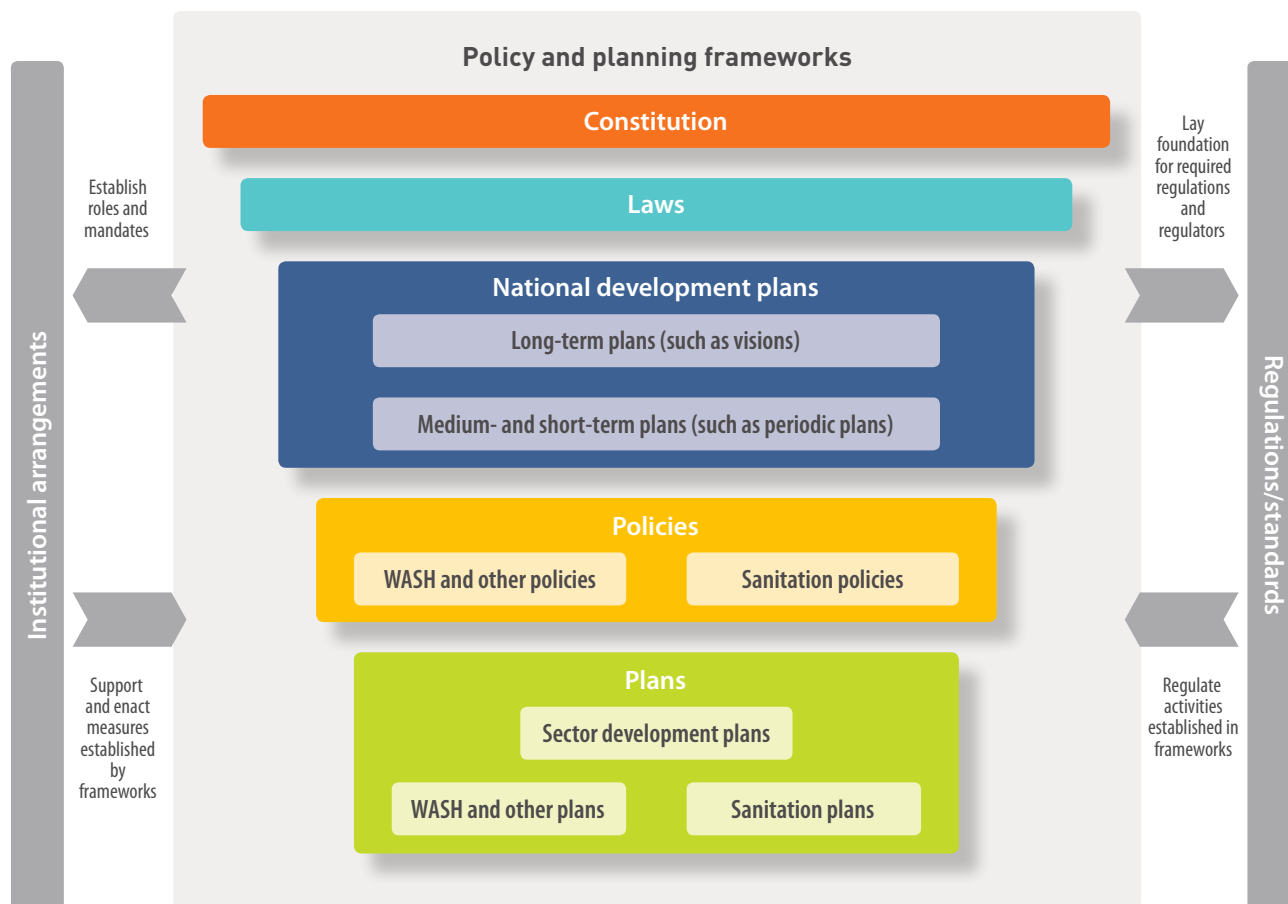 Policy and planning frameworks
Constitution
Laws
National development plans
Long-term plans (such as visions)
Medium- and short-term plans (such as periodic plans)
Policies
WASH and other policies
Sanitation policies
Plans
Sector development plans
WASH and other plans
Sanitation plans
Institutional arrangements
Establish
roles and
mandates
Support
and enact
measures
established
by
frameworks
Lay
foundation
for required
regulations
and
regulators
Regulate
activities
established in
frameworks
Regulations/standards